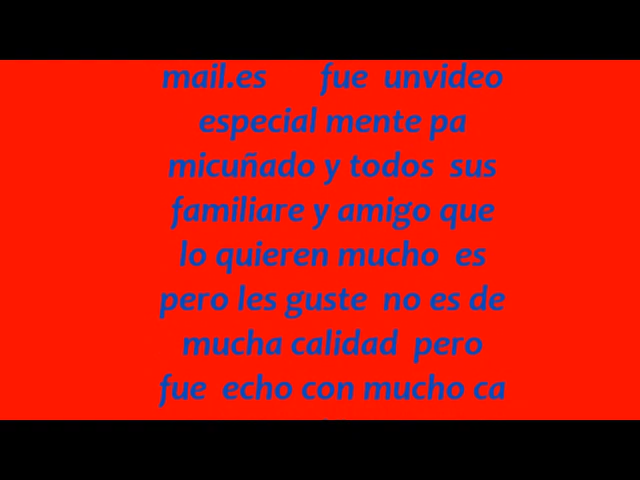 mail.es fue unvideo
especial mente pa
micuñado y todos sus
familiare y amigo que
lo quieren mucho es
pero les guste no es de
mucha calidad pero
fue echo con mucho ca